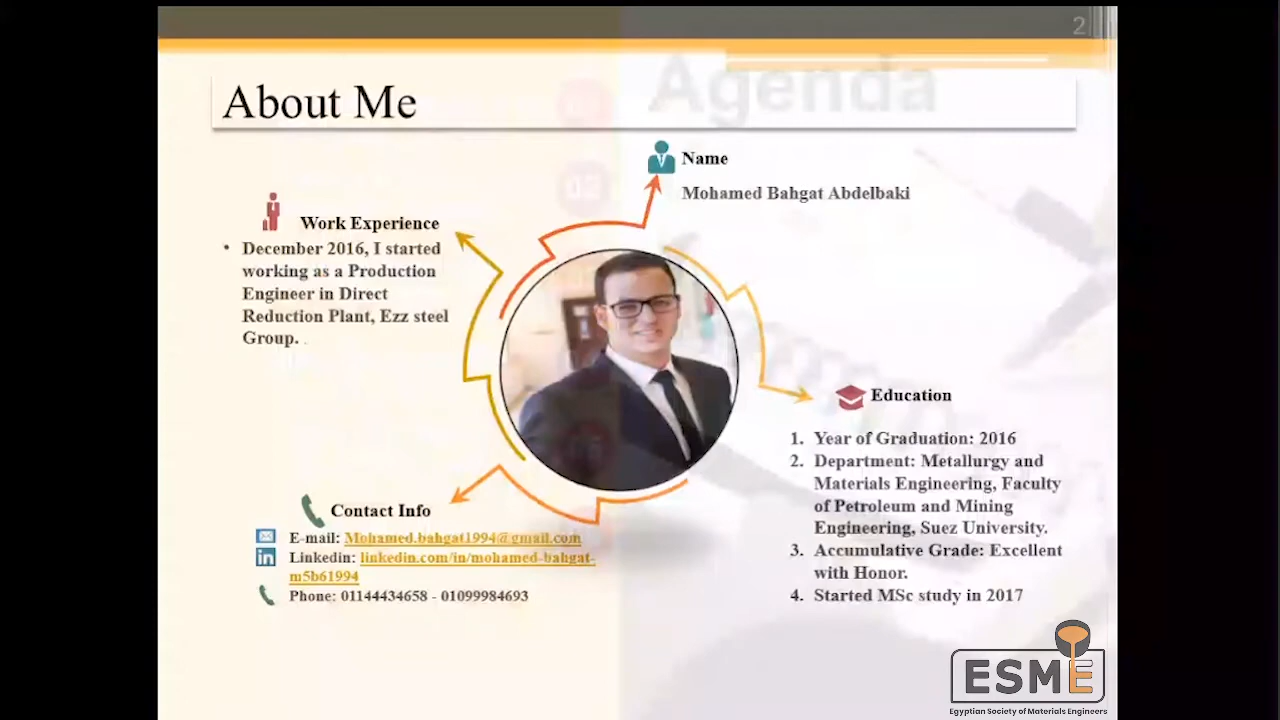 2
Agenda
About Me
Name
Mohamed Bahgat Abdelbaki
Work Experience
• December 2016, I started
working as a Production
Engineer in Direct
Reduction Plant, Ezz steel
Group.
Education
1. Year of Graduation: 2016
2. Department: Metallurgy and
Materials Engineering, Faculty
of Petroleum and Mining
Engineering, Suez University.
3. Accumulative Grade: Excellent
with Honor.
4. Started MSc study in 2017
Contact Info
E-mail: Mohamed.bahgat1994@gmail.com
in Linkedin: linkedin.com/in/mohamed-bahgat-
m5b61994
Phone: 01144434658 - 01099984693
ESME
Egyptian Society of Materials Engineers